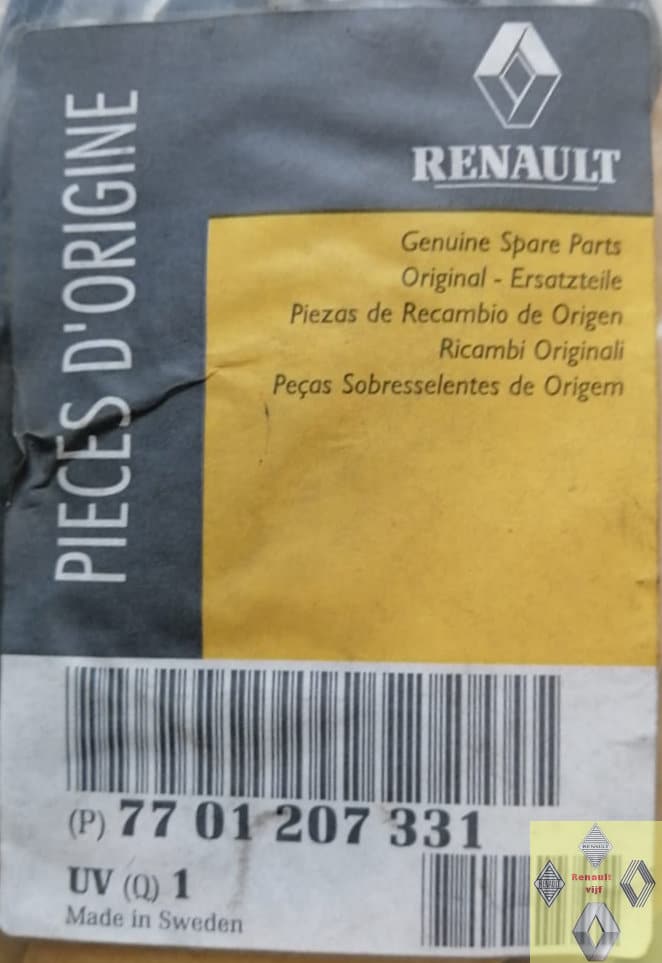 RENAULT
PIECES D'ORIGINE
Genuine Spare Parts
Original - Ersatzteile
Piezas de Recambio de Origen
Ricambi Originali
Peças Sobresselentes de Origem
(P) 77 01 207 331
UV (Q) 1
Made in Sweden
RENAULT
RENAULT
Renault
vijf